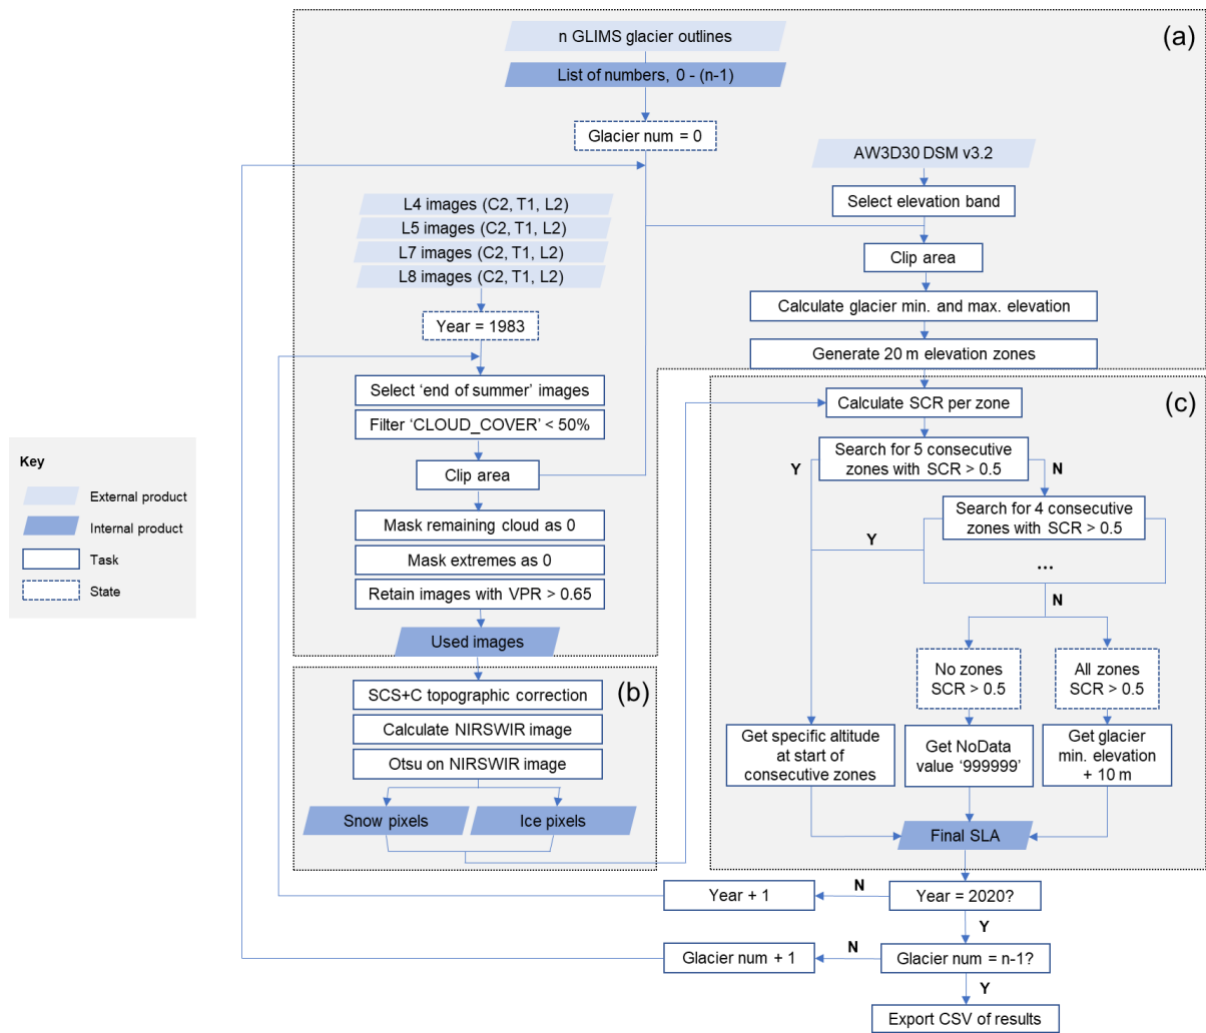 (a)
n GLIMS glacier outlines
List of numbers, 0 - (n-1)
Glacier num = 0
AW3D30 DSM v3.2
Select elevation band
Clip area
Calculate glacier min. and max. elevation
Generate 20 m elevation zones
L4 images (C2, T1, L2)
L5 images (C2, T1, L2)
L7 images (C2, T1, L2)
L8 images (C2, T1, L2)
Year = 1983
Select ‘end of summer’ images
Filter ‘CLOUD_COVER’ < 50%
Clip area
Mask remaining cloud as 0
Mask extremes as 0
Retain images with VPR > 0.65
Used images
Key
External product
Internal product
Task
State
(b)
SCS+C topographic correction
Calculate NIRSWIR image
Otsu on NIRSWIR image
Snow pixels
Ice pixels
(c)
Calculate SCR per zone
Search for 5 consecutive
zones with SCR > 0.5
Y
N
Search for 4 consecutive
zones with SCR > 0.5
Y
...
N
No zones
SCR > 0.5
All zones
SCR > 0.5
Get specific altitude
at start of
consecutive zones
Get NoData
value ‘999999’
Get glacier
min. elevation
+ 10 m
Final SLA
Year = 2020?
N
Year + 1
Y
Glacier num = n-1?
N
Glacier num + 1
Y
Export CSV of results